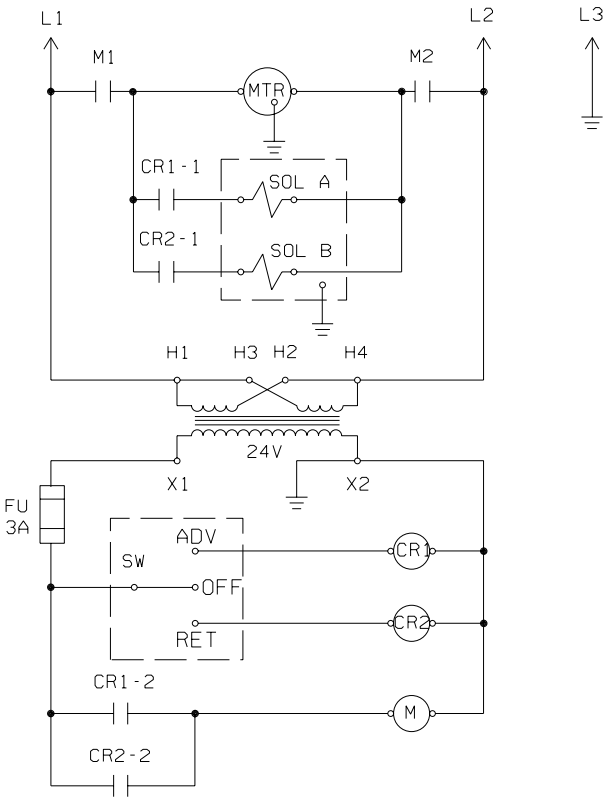 L1
L2
L3
M1
M2
MTR
CR1-1
SOL A
CR2-1
SOL B
H1
H3
H2
H4
24V
X1
X2
FU
3A
ADV
CR1
SW
OFF
CR2
RET
CR1-2
M
CR2-2